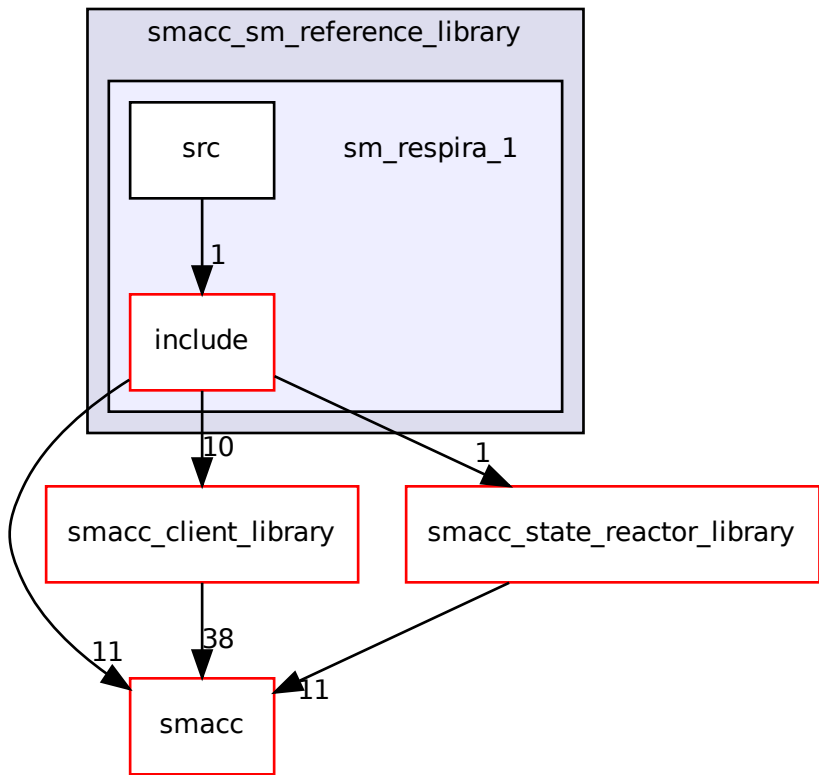 smacc_sm_reference_library
src
sm_respira_1
1
include
10
1
smacc_client_library
smacc_state_reactor_library
38
11
11
smacc